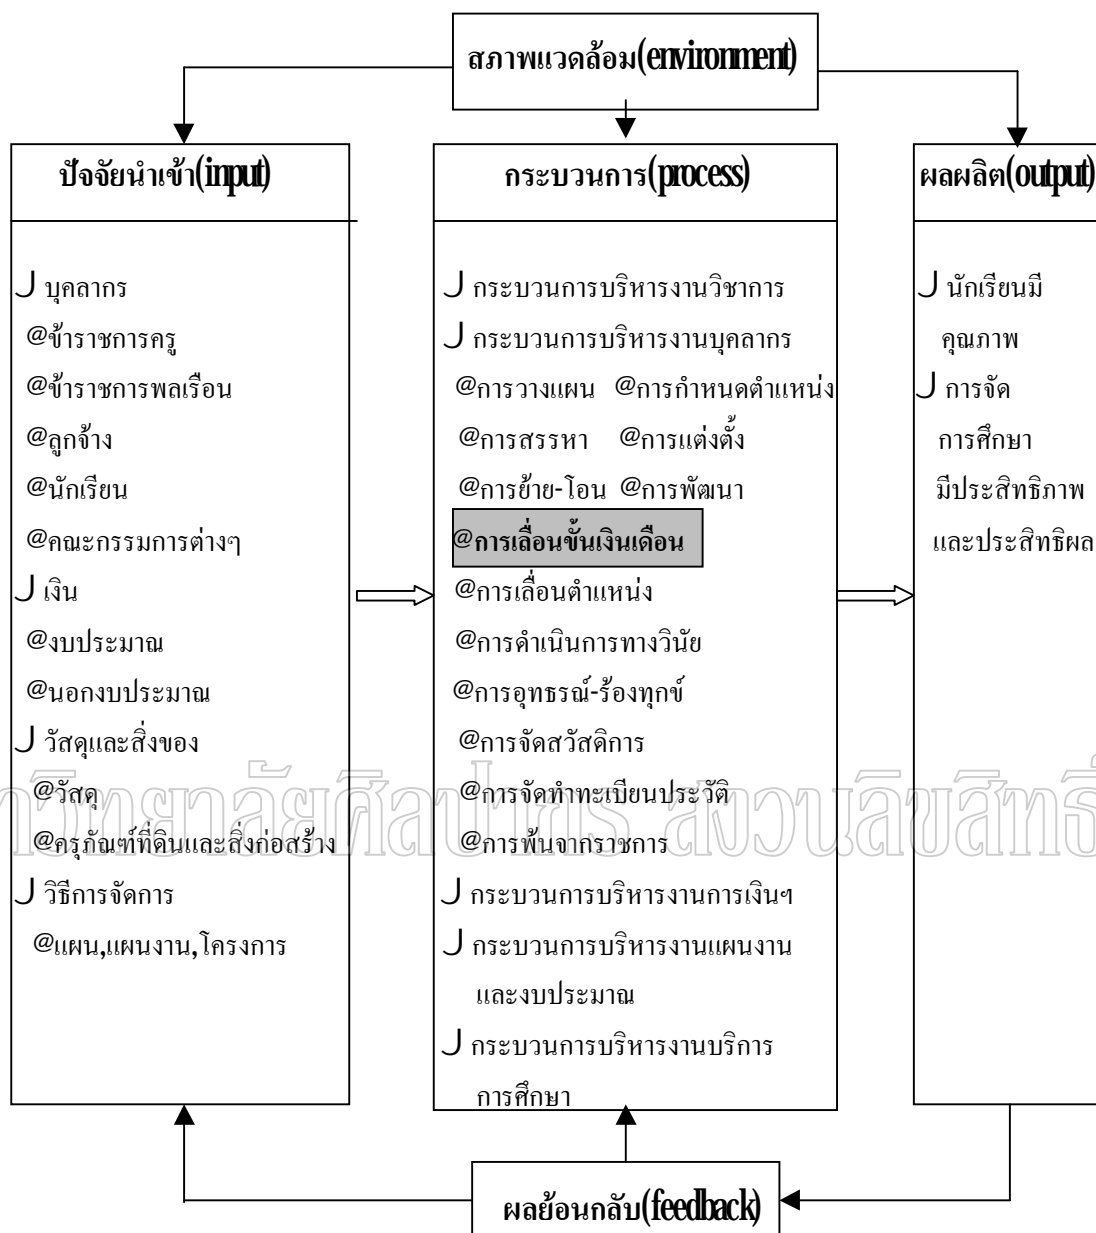 สภาพแวดล้อม(environment)
ปัจจัยนำเข้า(input)
บุคลากร
@ข้าราชการครู
@ข้าราชการพลเรือน
@ลูกจ้าง
@นักเรียน
@คณะกรรมการต่างๆ
เงิน
@งบประมาณ
@นอกงบประมาณ
วัสดุและสิ่งของ
@วัสดุ
@ครุภัณฑ์ที่ดินและสิ่งก่อสร้าง
วิธีการจัดการ
@แผน,แผนงาน,โครงการ
กระบวนการ(process)
กระบวนการบริหารงานวิชาการ
กระบวนการบริหารงานบุคลากร
@การวางแผน @การกำหนดตำแหน่ง
@การสรรหา @การแต่งตั้ง
@การย้าย-โอน @การพัฒนา
@การเลื่อนขั้นเงินเดือน
@การเลื่อนตำแหน่ง
@การดำเนินการทางวินัย
@การอุทธรณ์-ร้องทุกข์
@การจัดสวัสดิการ
@การจัดทำทะเบียนประวัติ
@การพ้นจากราชการ
กระบวนการบริหารงานการเงินฯ
กระบวนการบริหารงานแผนงาน
และงบประมาณ
กระบวนการบริหารงานบริการ
การศึกษา
ผลผลิต(output)
นักเรียนมี
คุณภาพ
การจัด
การศึกษา
มีประสิทธิภาพ
และประสิทธิผล
ผลย้อนกลับ(feedback)
วิทยาลัยศิลปากร สงวนลิขสิทธิ์